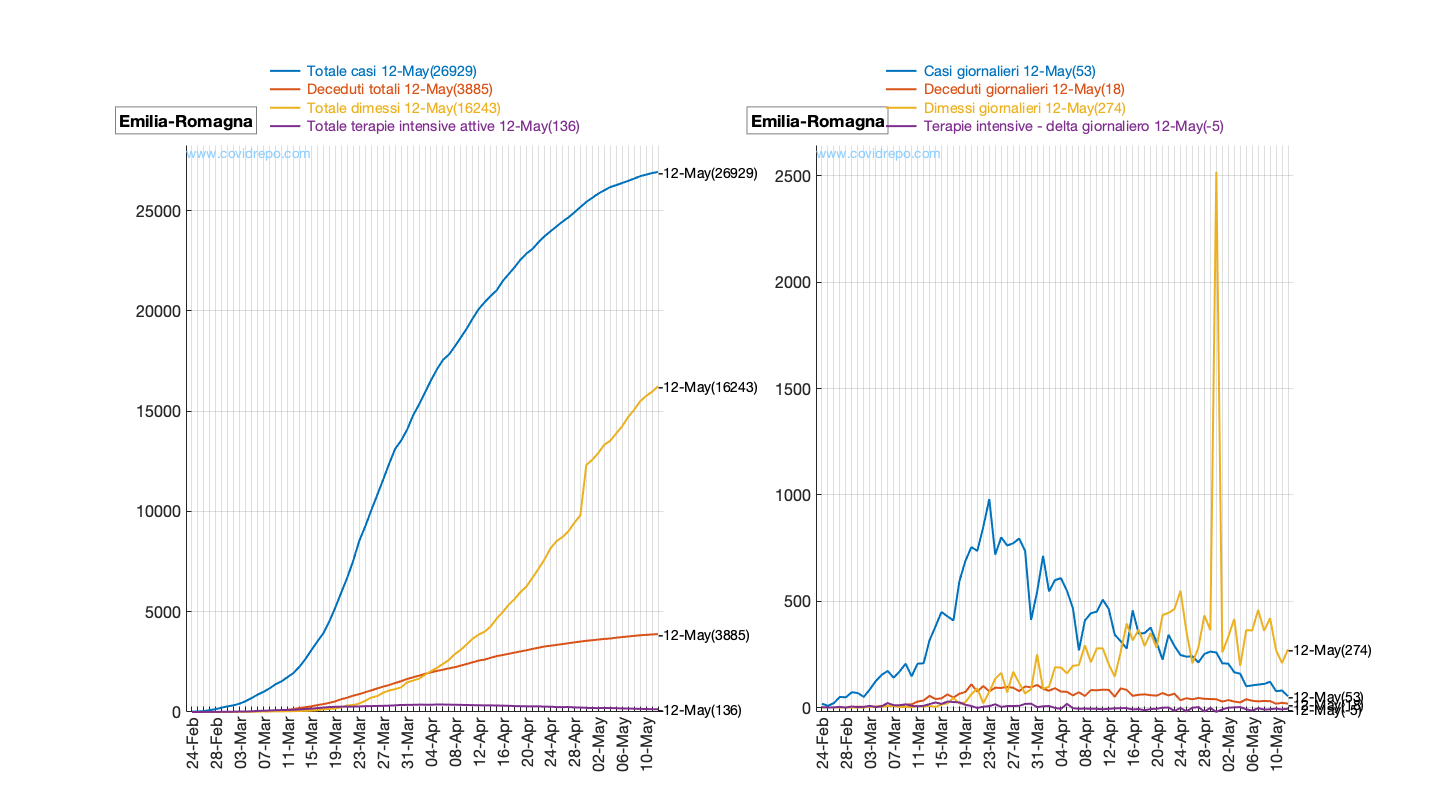 Totale casi 12-May(26929)
Deceduti totali 12-May(3885)
Totale dimessi 12-May(16243)
Totale terapie intensive attive 12-May(136)
Emilia-Romagna
www.covidrepo.com
25000
20000
15000
10000
5000
0
12-May(26929)
12-May(16243)
12-May(3885)
12-May(136)
24-Feb
28-Feb
03-Mar
07-Mar
11-Mar
15-Mar
19-Mar
23-Mar
27-Mar
31-Mar
04-Apr
08-Apr
12-Apr
16-Apr
20-Apr
24-Apr
28-Apr
02-May
06-May
10-May
Casi giornalieri 12-May(53)
Deceduti giornalieri 12-May(18)
Dimessi giornalieri 12-May(274)
Terapie intensive - delta giornaliero 12-May(-5)
Emilia-Romagna
www.covidrepo.com
2500
2000
1500
1000
500
0
12-May(274)
12-May(53)
12-May(18)
12-May(-5)
24-Feb
28-Feb
03-Mar
07-Mar
11-Mar
15-Mar
19-Mar
23-Mar
27-Mar
31-Mar
04-Apr
08-Apr
12-Apr
16-Apr
20-Apr
24-Apr
28-Apr
02-May
06-May
10-May